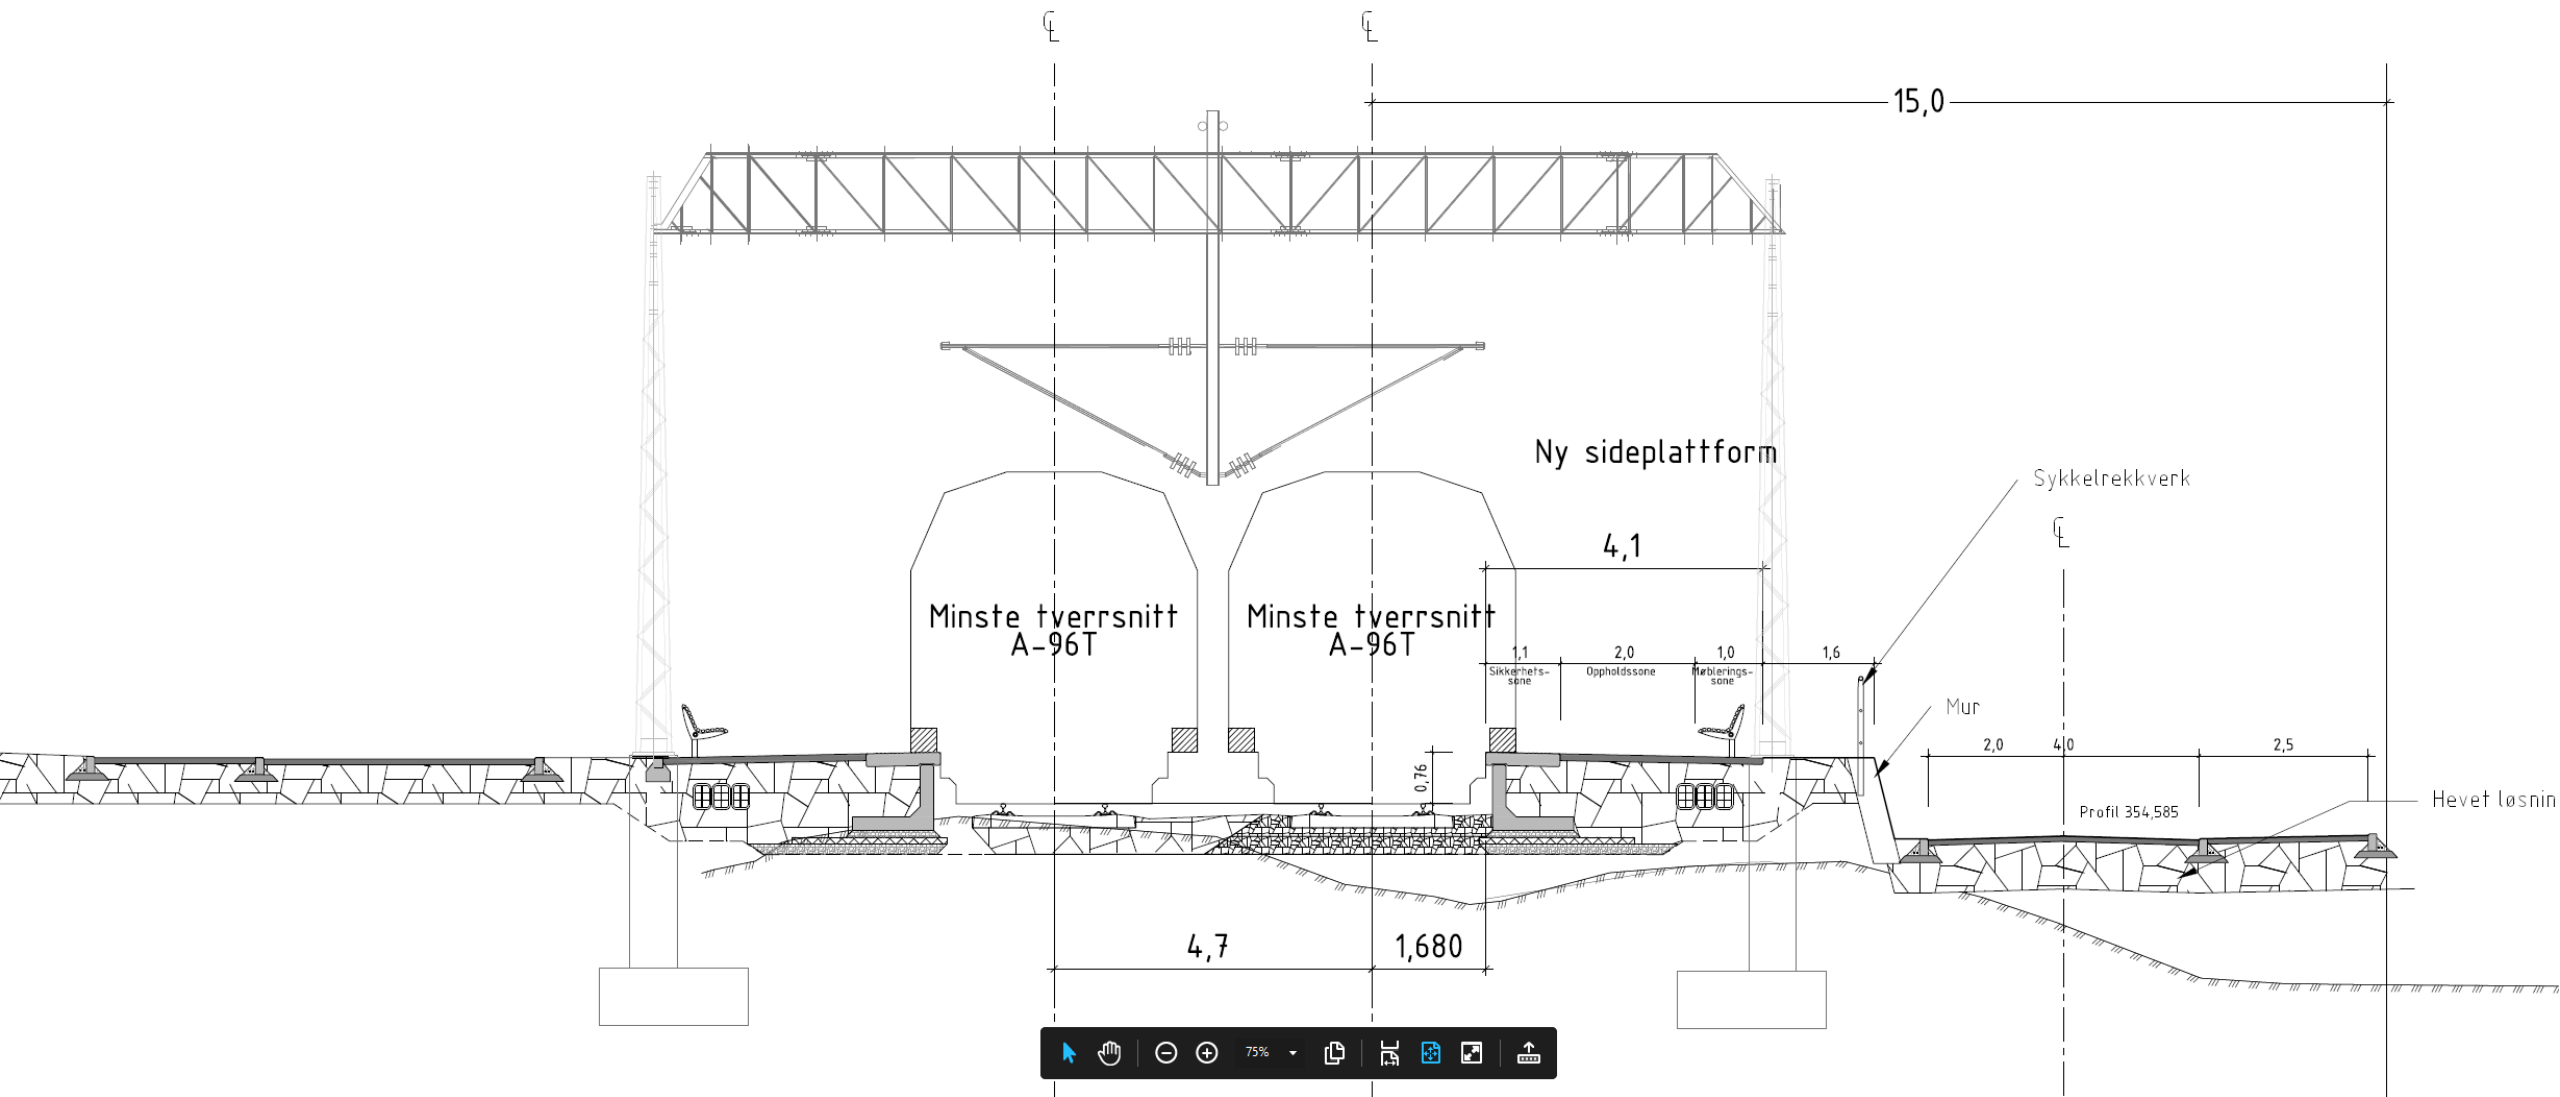 ℄ ℄
15,0
Ny sideplattform
Sykkelrekkverk
℄
4,1
Minste tverrsnitt
A-96T
Minste tverrsnitt
A-96T
1,1 2,0 1,0 1,6
Sikkerhets-
sone
Oppholdssone
Møblerings-
sone
Mur
2,0 4,0 2,5
0,76
Profil 354,585
Hevet løsnin
4,7 1,680
75%